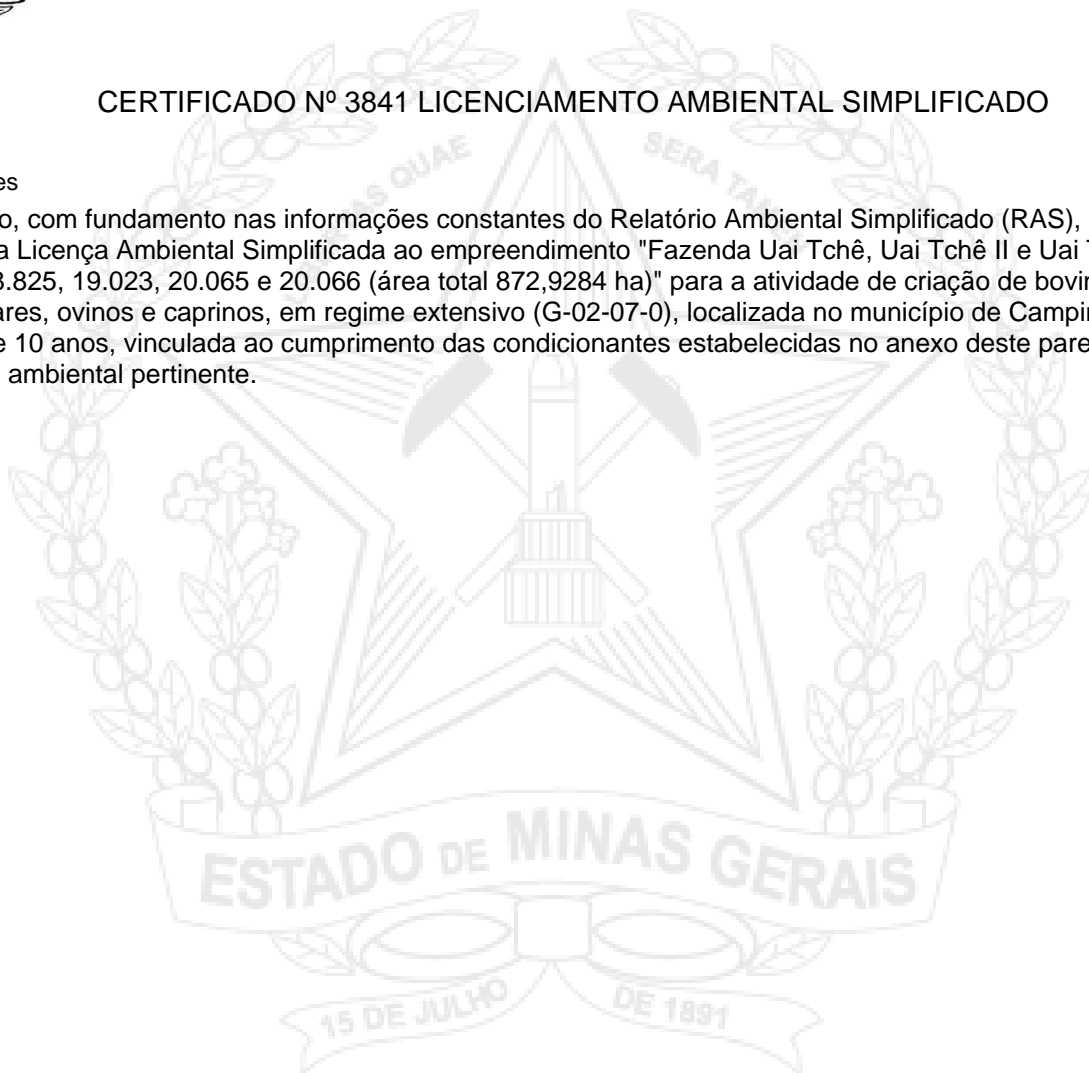 CERTIFICADO Nº 3841 LICENCIAMENTO AMBIENTAL SIMPLIFICADO
es
o, com fundamento nas informações constantes do Relatório Ambiental Simplificado (RAS),
a Licença Ambiental Simplificada ao empreendimento "Fazenda Uai Tchê, Uai Tchê II e Uai T
.825, 19.023, 20.065 e 20.066 (área total 872,9284 ha)" para a atividade de criação de bovin
ares, ovinos e caprinos, em regime extensivo (G-02-07-0), localizada no município de Campin
e 10 anos, vinculada ao cumprimento das condicionantes estabelecidas no anexo deste pare
ambiental pertinente.
QUAE SERA TA
ESTADO DE MINAS GERAIS
15 DE JULHO DE 1891